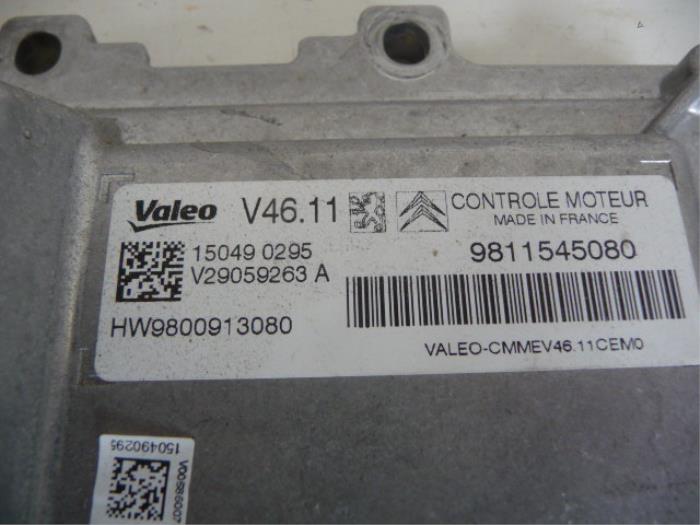 Valeo V46.11 CONTROLE MOTEUR
MADE IN FRANCE
15049 0295 9811545080
V29059263 A
HW9800913080
VALEO-CMMEV46.11CEM0
150490295